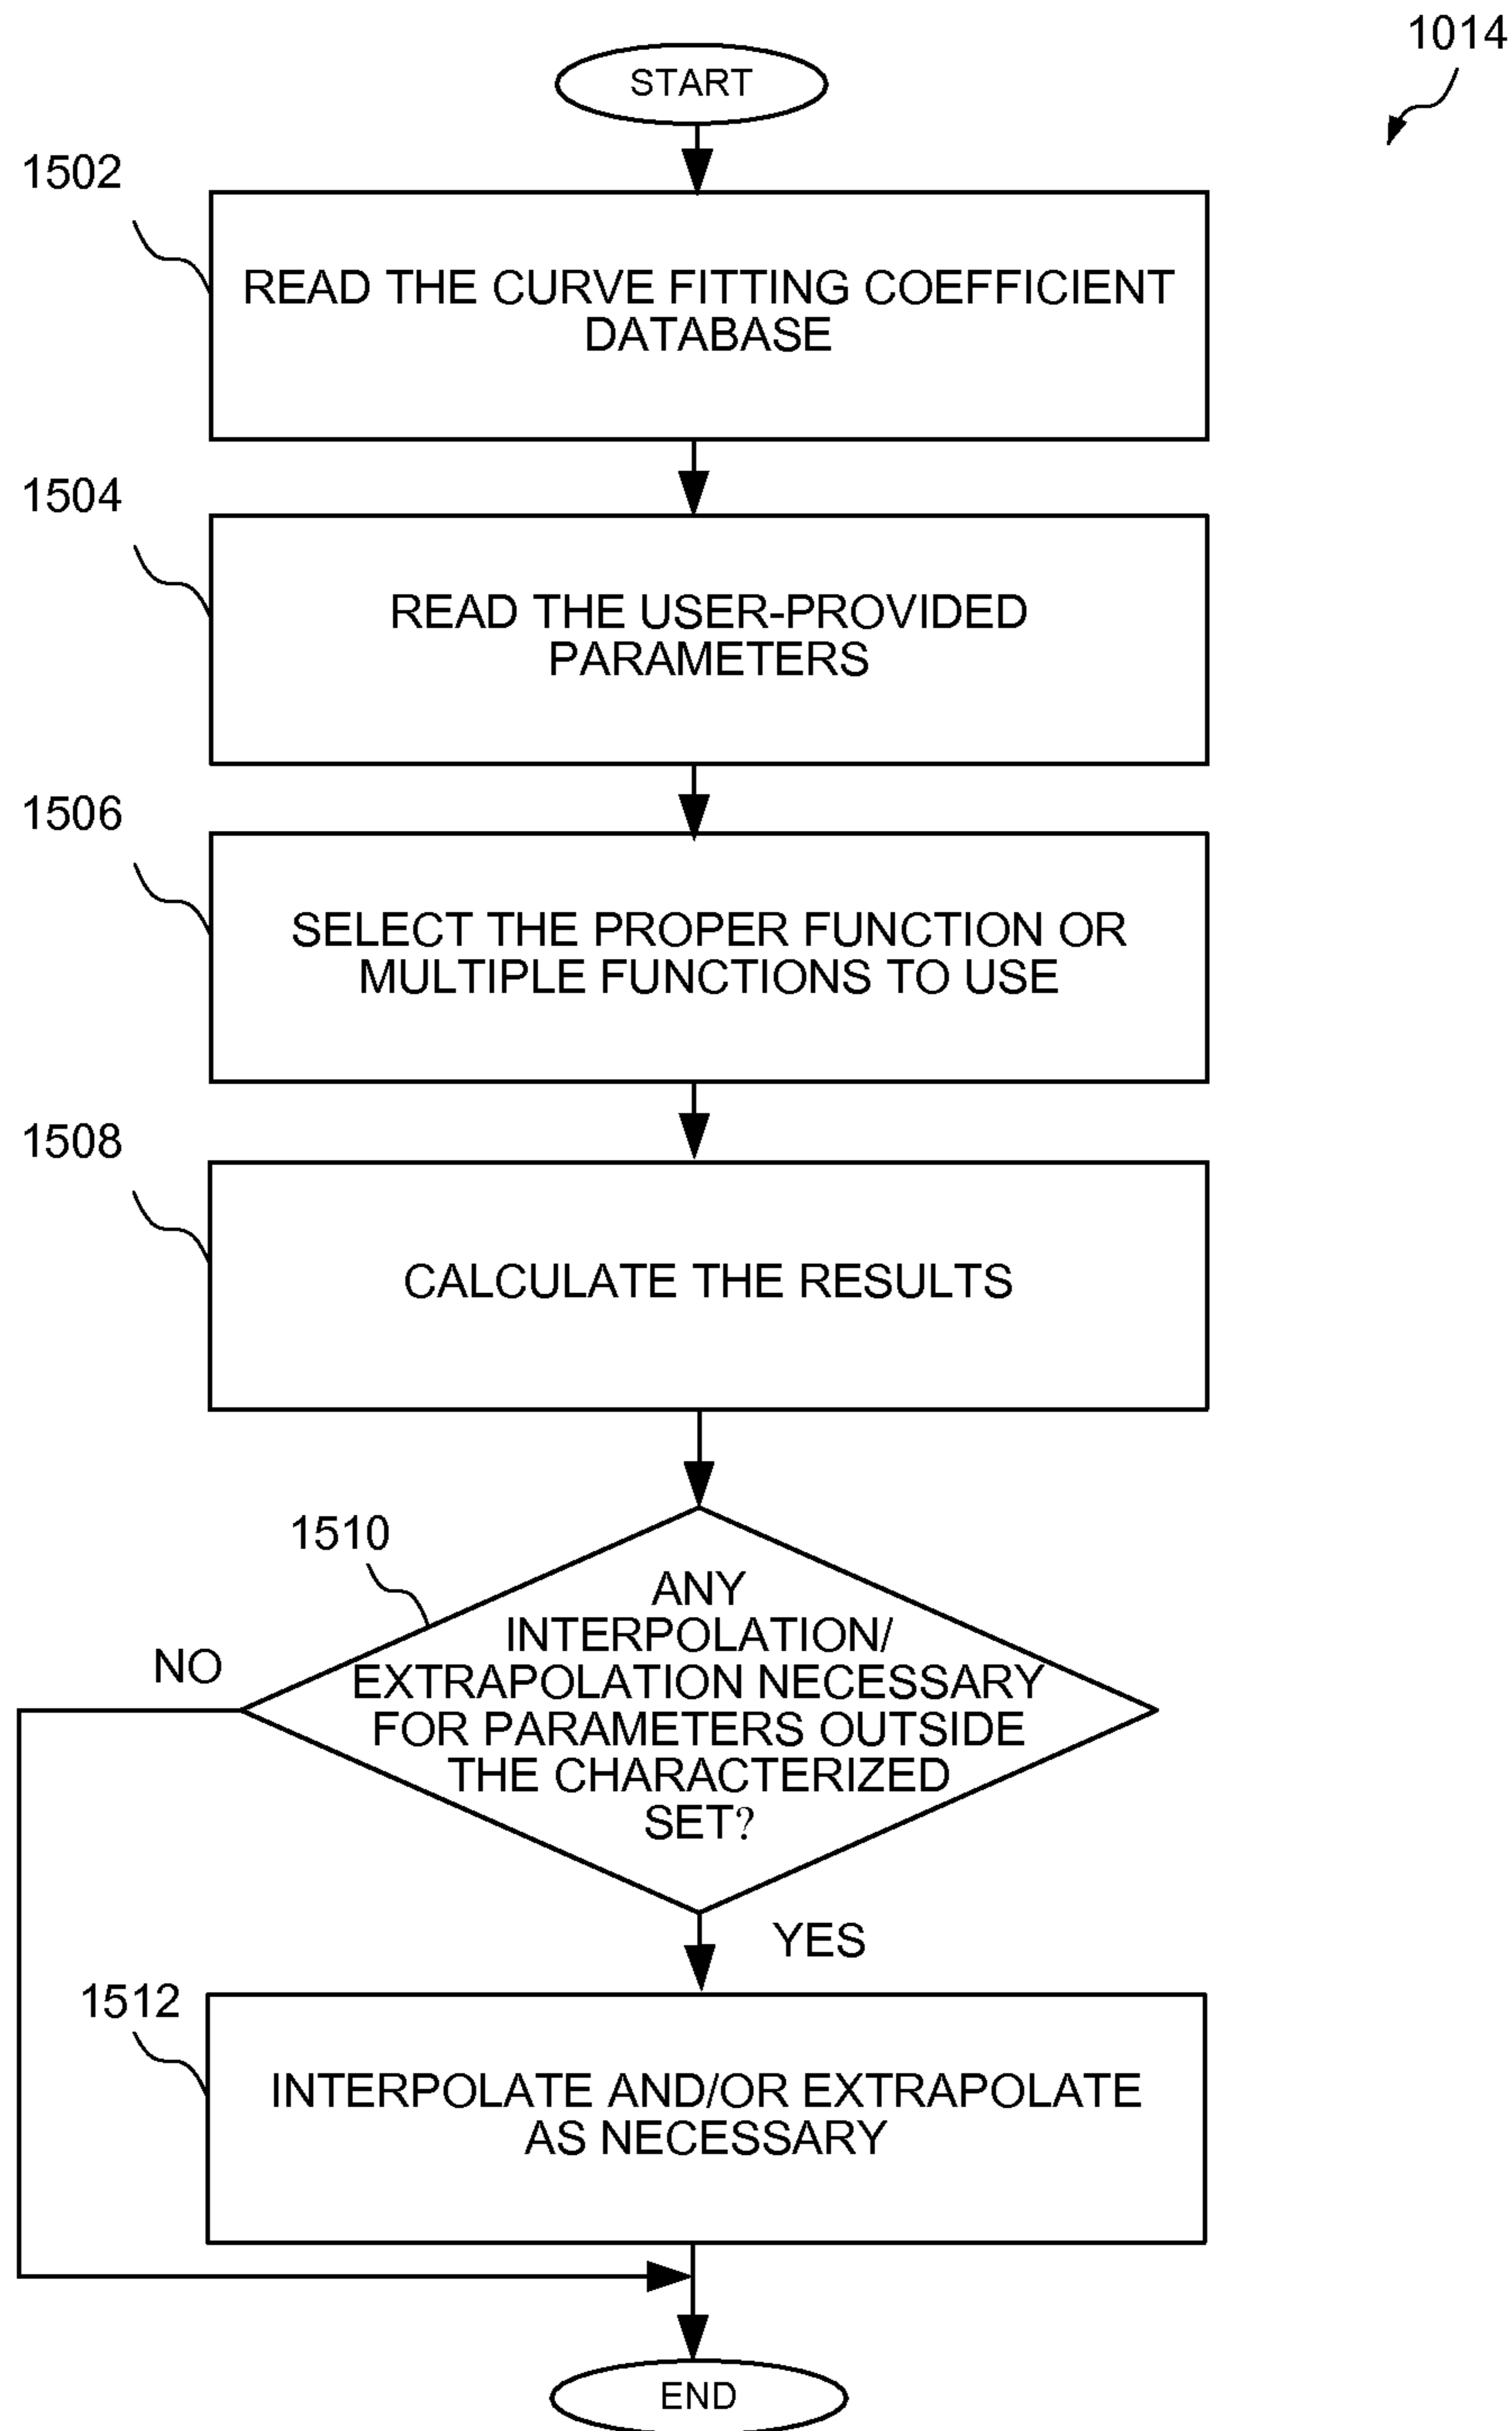 1014
START
1502
READ THE CURVE FITTING COEFFICIENT
DATABASE
1504
READ THE USER-PROVIDED
PARAMETERS
1506
SELECT THE PROPER FUNCTION OR
MULTIPLE FUNCTIONS TO USE
1508
CALCULATE THE RESULTS
1510
ANY
INTERPOLATION/
EXTRAPOLATION NECESSARY
FOR PARAMETERS OUTSIDE
THE CHARACTERIZED
SET?
NO
YES
1512
INTERPOLATE AND/OR EXTRAPOLATE
AS NECESSARY
END